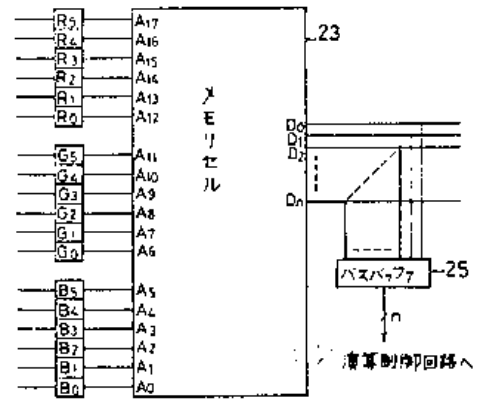 R5 A17
R4 A16
R3 A15
R2 A14
R1 A13
R0 A12
G5 A11
G4 A10
G3 A9
G2 A8
G1 A7
G0 A6
B5 A5
B4 A4
B3 A3
B2 A2
B1 A1
B0 A0
メモリセル
23
D0
D1
D2
Dn
バスバッファ
25
n
演算制御回路へ